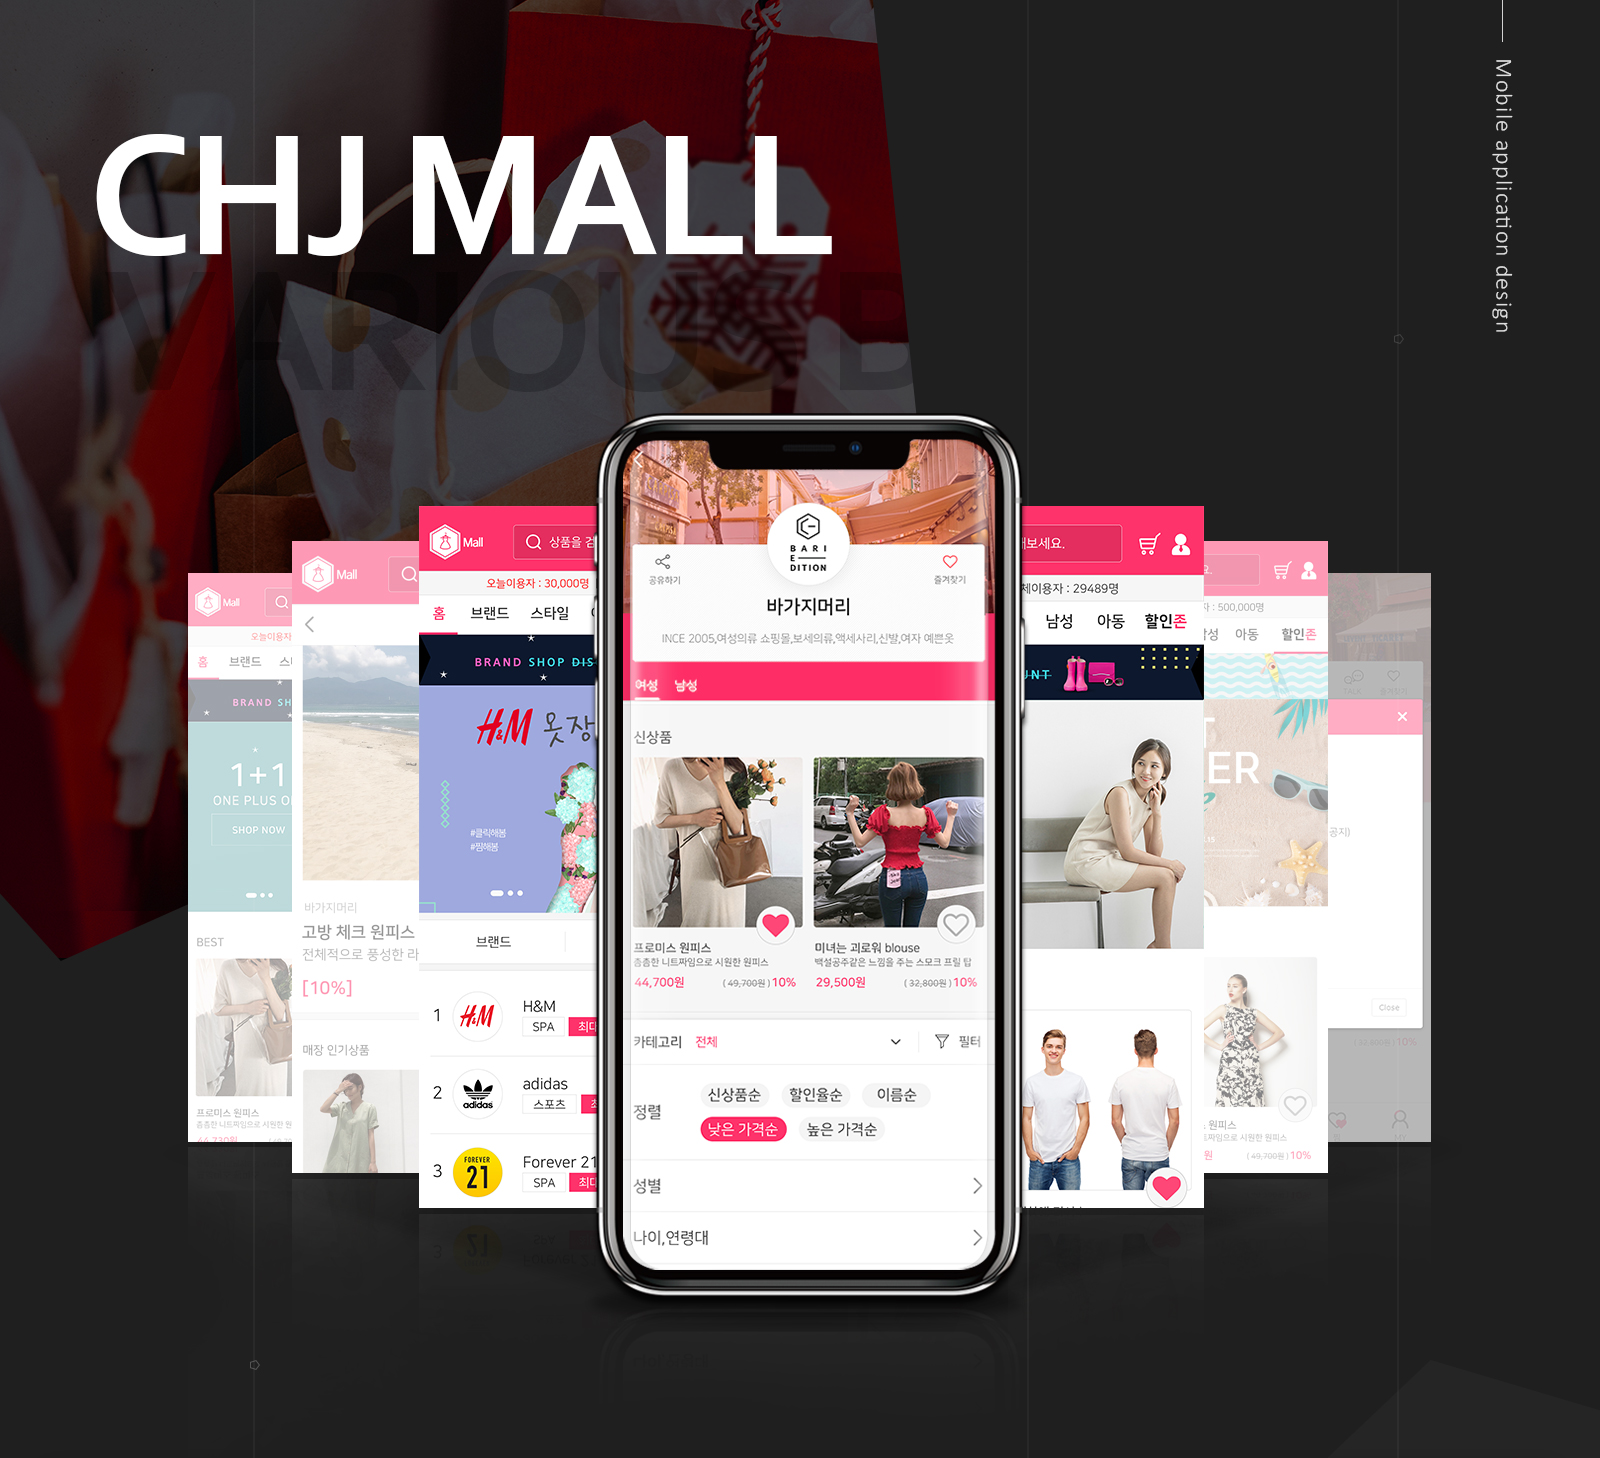 CHJ MALL
VARIOU
Mobile application design
Mall
오늘이용자
홈 브랜드
BRAND SH
1+1
ONE PLUS
SHOP NOW
BEST
프로미스 원피스
촘촘한 니트짜임으로 시원한 원
44,730원
Mall
바가지머리
고방 체크 원피스
전체적으로 풍성한
[10%]
매장 인기상품
Mall
상품을 검
오늘이용자 : 30,000명
홈 브랜드 스타일
BRAND SHOP DIS
H&M 옷장
#클릭해봄
#찜해봄
브랜드
1
H&M
H&M
SPA 최대
2
adidas
adidas
스포츠
3
FOREVER
21
Forever 21
SPA 최대
BARI
E
DITION
공유하기
즐겨찾기
바가지머리
INCE 2005,여성의류 쇼핑몰,보세의류,액세사리,신발,여자 예쁜옷
여성 남성
신상품
프로미스 원피스
촘촘한 니트짜임으로 시원한 원피스
44,700원 ( 49,700원 ) 10%
미녀는 괴로워 blouse
백설공주같은 느낌을 주는 스모크 프릴 탑
29,500원 ( 32,800원 ) 10%
카테고리 전체 필터
정렬
신상품순 할인율순 이름순
낮은 가격순 높은 가격순
성별
나이,연령대
해보세요.
체이용자 : 29489명
남성 아동 할인존
UNT
요.
자 : 500,000명
남성 아동 할인존
ER
원피스
트짜임으로 시원한 원피스
원 ( 49,700원 ) 10%
TALK 즐겨찾기
공지)
Close
10%